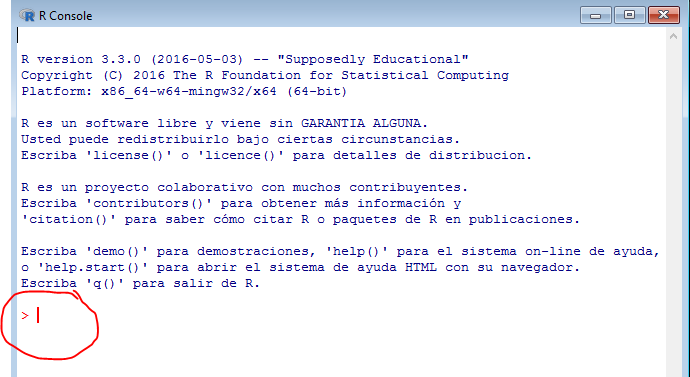 R Console
R version 3.3.0 (2016-05-03) -- "Supposedly Educational"
Copyright (C) 2016 The R Foundation for Statistical Computing
Platform: x86_64-w64-mingw32/x64 (64-bit)
R es un software libre y viene sin GARANTIA ALGUNA.
Usted puede redistribuirlo bajo ciertas circunstancias.
Escriba 'license()' o 'licence()' para detalles de distribucion.
R es un proyecto colaborativo con muchos contribuyentes.
Escriba 'contributors()' para obtener más información y
'citation()' para saber cómo citar R o paquetes de R en publicaciones.
Escriba 'demo()' para demostraciones, 'help()' para el sistema on-line de ayuda,
o 'help.start()' para abrir el sistema de ayuda HTML con su navegador.
Escriba 'q()' para salir de R.
>